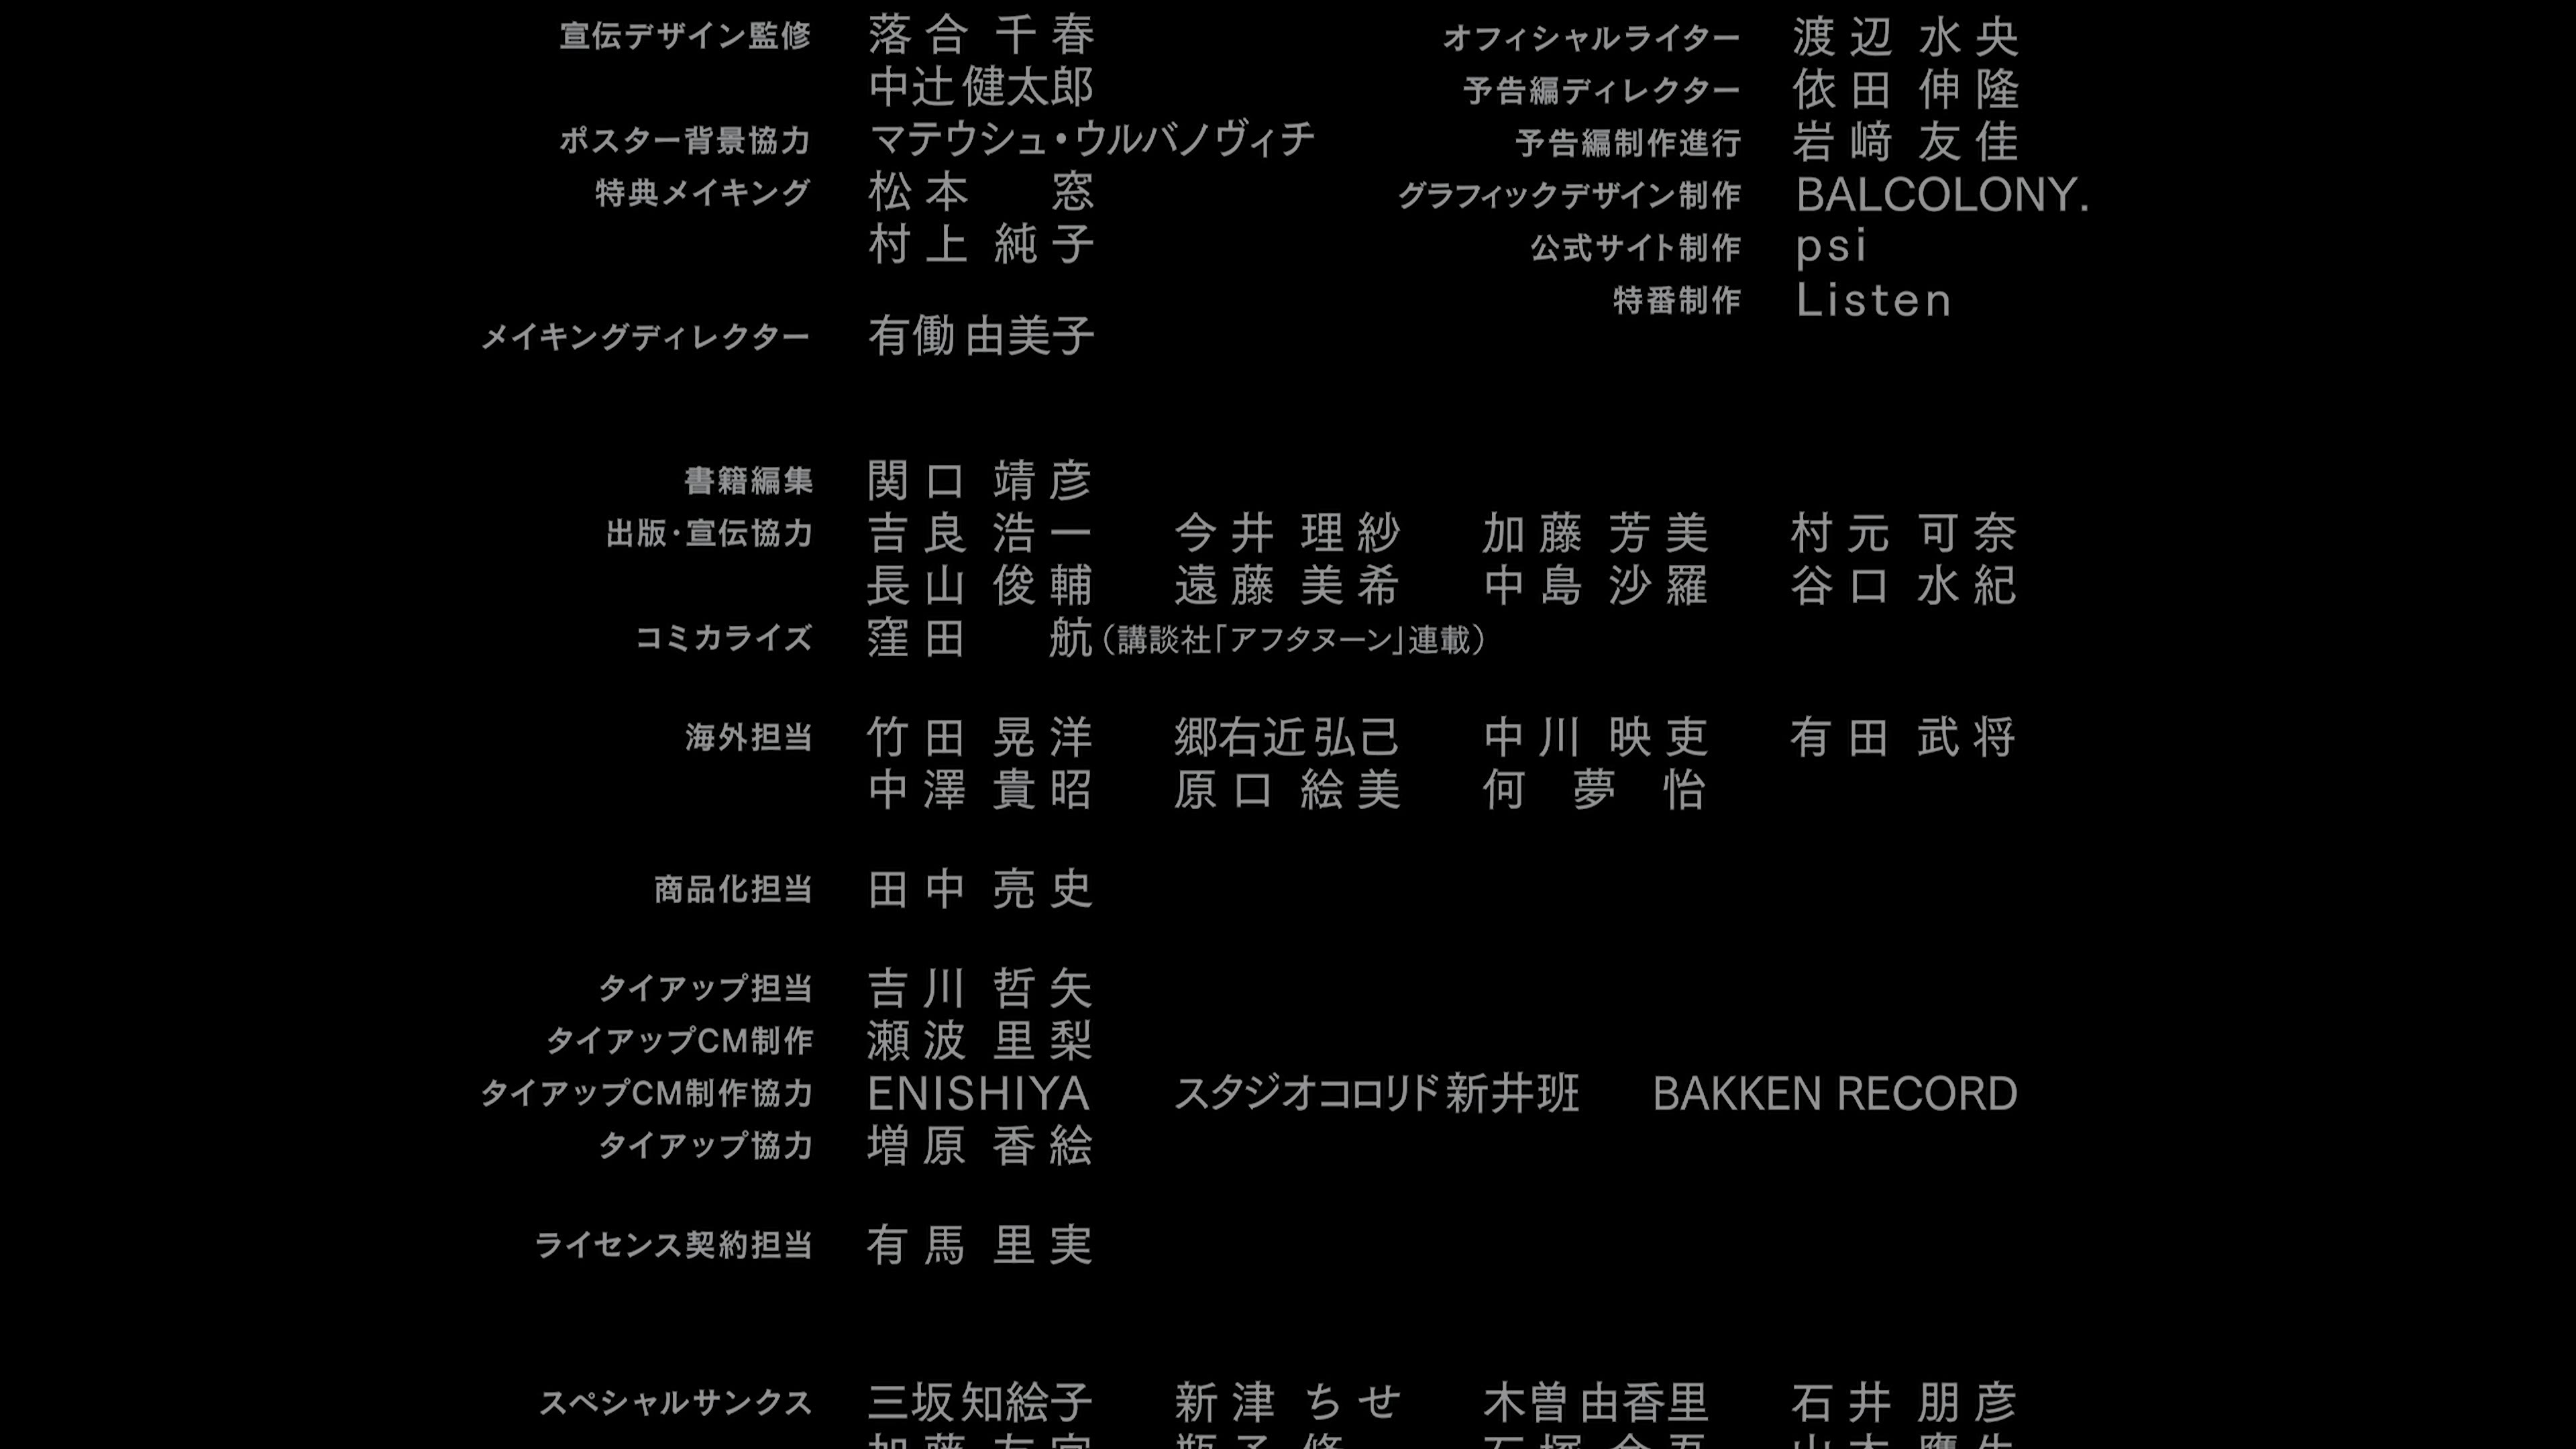 宣伝デザイン監修 落合 千春
中辻 健太郎
ポスター背景協力 マテウシュ・ウルバノヴィチ
特典メイキング 松本 窓
村上 純子
メイキングディレクター 有働 由美子
オフィシャルライター 渡辺 水央
予告編ディレクター 依田 伸隆
予告編制作進行 岩﨑 友佳
グラフィックデザイン制作 BALCOLONY.
公式サイト制作 psi
特番制作 Listen
書籍編集 関口 靖彦
出版・宣伝協力 吉良 浩一 今井 理紗 加藤 芳美 村元 可奈
長山 俊輔 遠藤 美希 中島 沙羅 谷口 水紀
コミカライズ 窪田 航(講談社「アフタヌーン」連載)
海外担当 竹田 晃洋 郷右近 弘己 中川 映吏 有田 武将
中澤 貴昭 原口 絵美 何 夢 怡
商品化担当 田中 亮史
タイアップ担当 吉川 哲矢
タイアップCM制作 瀬波 里梨
タイアップCM制作協力 ENISHIYA スタジオコロリド新井班 BAKKEN RECORD
タイアップ協力 増原 香絵
ライセンス契約担当 有馬 里実
スペシャルサンクス 三坂 知絵子 新津 ちせ 木曽 由香里 石井 朋彦